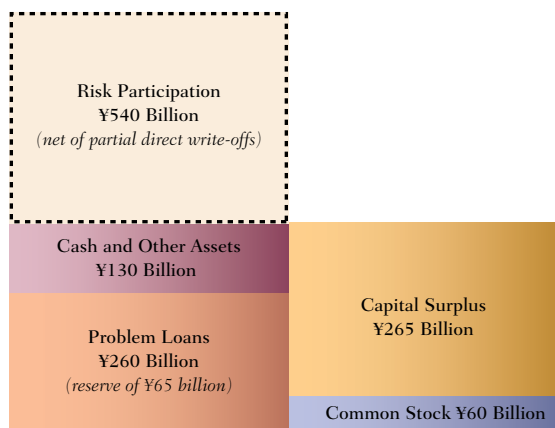 Risk Participation
¥540 Billion
(net of partial direct write-offs)
Cash and Other Assets
¥130 Billion
Problem Loans
¥260 Billion
(reserve of ¥65 billion)
Capital Surplus
¥265 Billion
Common Stock ¥60 Billion